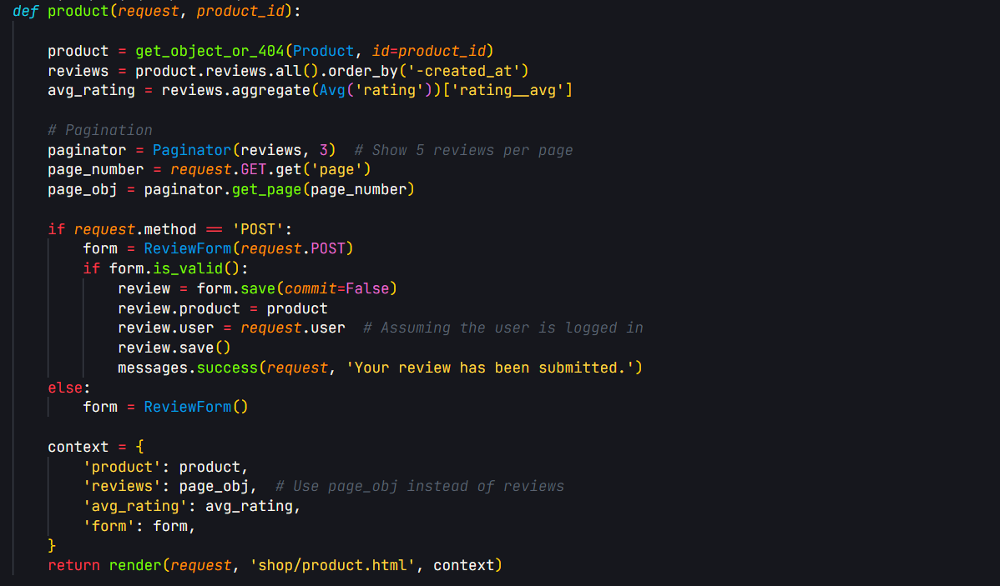 def product(request, product_id):

    product = get_object_or_404(Product, id=product_id)
    reviews = product.reviews.all().order_by('-created_at')
    avg_rating = reviews.aggregate(Avg('rating'))['rating__avg']

    # Pagination
    paginator = Paginator(reviews, 3)  # Show 5 reviews per page
    page_number = request.GET.get('page')
    page_obj = paginator.get_page(page_number)

    if request.method == 'POST':
        form = ReviewForm(request.POST)
        if form.is_valid():
            review = form.save(commit=False)
            review.product = product
            review.user = request.user  # Assuming the user is logged in
            review.save()
            messages.success(request, 'Your review has been submitted.')
    else:
        form = ReviewForm()

    context = {
        'product': product,
        'reviews': page_obj,  # Use page_obj instead of reviews
        'avg_rating': avg_rating,
        'form': form,
    }
    return render(request, 'shop/product.html', context)